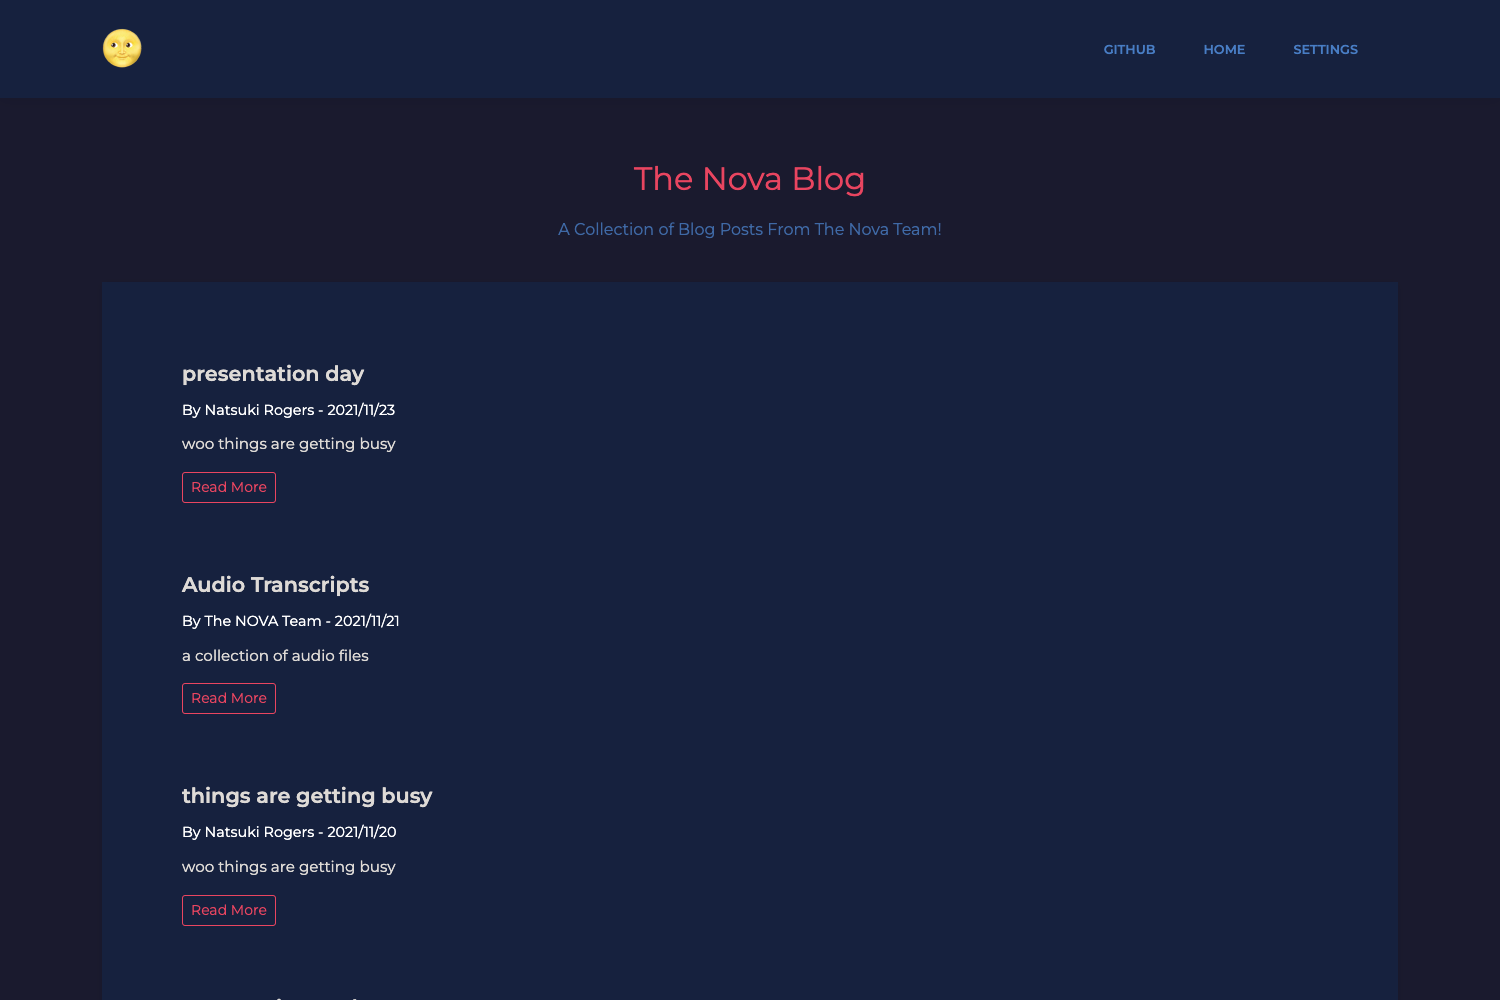 GITHUB HOME SETTINGS
The Nova Blog
A Collection of Blog Posts From The Nova Team!
presentation day
By Natsuki Rogers - 2021/11/23
woo things are getting busy
Read More
Audio Transcripts
By The NOVA Team - 2021/11/21
a collection of audio files
Read More
things are getting busy
By Natsuki Rogers - 2021/11/20
woo things are getting busy
Read More